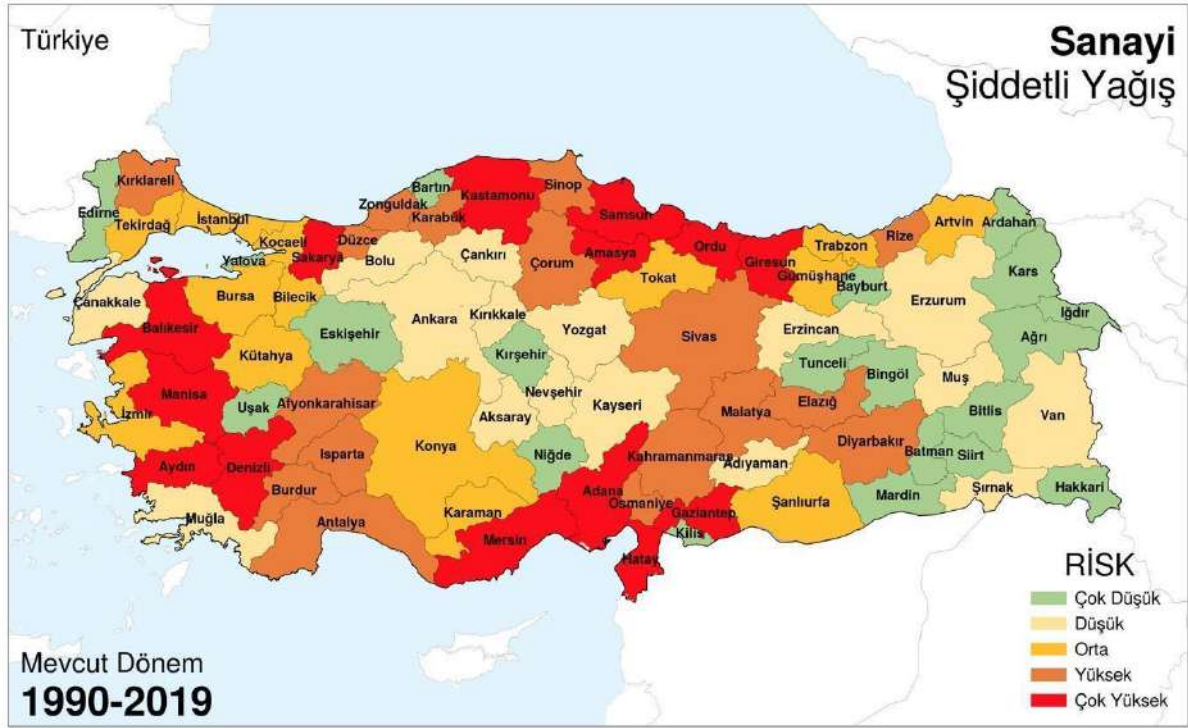 Türkiye
Sanayi
Şiddetli Yağış
Kırklareli
Edirne
Tekirdağ
İstanbul
Kocaeli
Yalova
Sakarya
Düzce
Zonguldak
Bartın
Karabük
Kastamonu
Sinop
Samsun
Ordu
Giresun
Trabzon
Rize
Artvin
Ardahan
Bolu
Çankırı
Çorum
Amasya
Tokat
Gümüşhane
Bayburt
Erzurum
Kars
Iğdır
Ağrı
Çanakkale
Balıkesir
Bursa
Bilecik
Eskişehir
Ankara
Kırıkkale
Yozgat
Sivas
Erzincan
Tunceli
Bingöl
Muş
Bitlis
Van
Kütahya
Manisa
İzmir
Uşak
Afyonkarahisar
Kırşehir
Nevşehir
Aksaray
Kayseri
Malatya
Elazığ
Diyarbakır
Batman
Siirt
Aydın
Denizli
Isparta
Burdur
Konya
Niğde
Kahramanmaraş
Adıyaman
Şanlıurfa
Mardin
Şırnak
Hakkari
Muğla
Antalya
Karaman
Mersin
Adana
Osmaniye
Gaziantep
Kilis
Hatay
RİSK
Çok Düşük
Düşük
Orta
Yüksek
Çok Yüksek
Mevcut Dönem
1990-2019